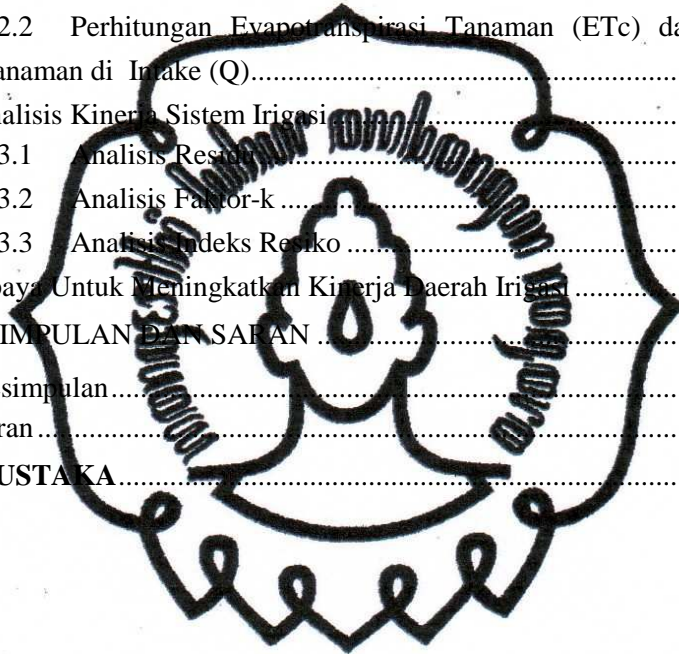 2.2 Perhitungan Evapotranspirasi Tanaman (ETc) da
anaman di Intake (Q)
alisis Kinerja Sistem Irigasi
3.1 Analisis Residu
3.2 Analisis Faktor-k
3.3 Analisis Indeks Resiko
paya Untuk Meningkatkan Kinerja Daerah Irigasi
IMPULAN DAN SARAN
simpulan
ran
USTAKA